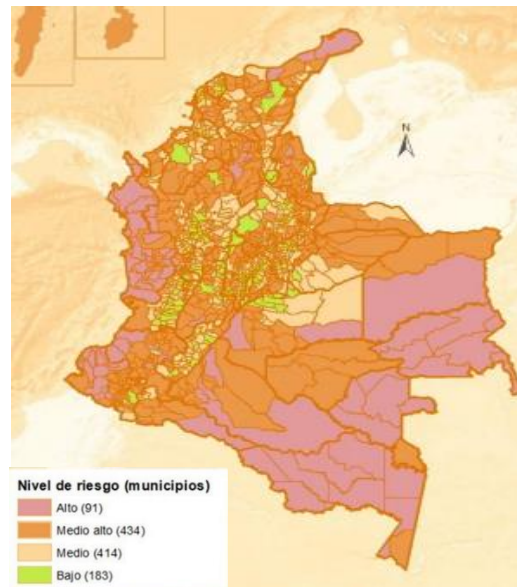 N
Nivel de riesgo (municipios)
Alto (91)
Medio alto (434)
Medio (414)
Bajo (183)